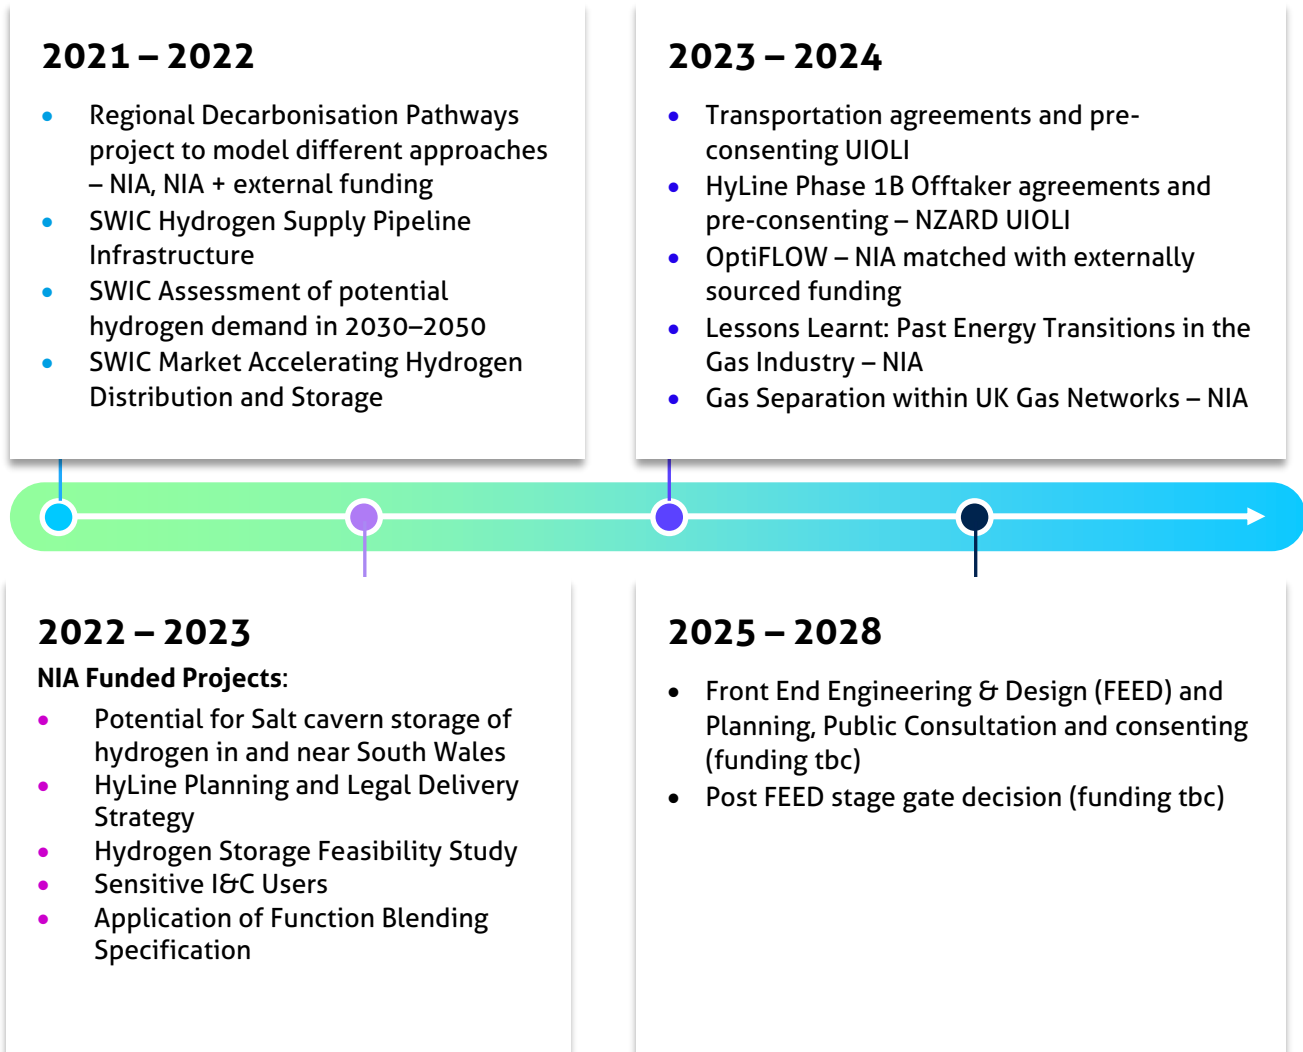 2021 – 2022
• Regional Decarbonisation Pathways
project to model different approaches
– NIA, NIA + external funding
• SWIC Hydrogen Supply Pipeline
Infrastructure
• SWIC Assessment of potential
hydrogen demand in 2030–2050
• SWIC Market Accelerating Hydrogen
Distribution and Storage
2023 – 2024
• Transportation agreements and pre-
consenting UIOLI
• HyLine Phase 1B Offtaker agreements and
pre-consenting – NZARD UIOLI
• OptiFLOW – NIA matched with externally
sourced funding
• Lessons Learnt: Past Energy Transitions in the
Gas Industry – NIA
• Gas Separation within UK Gas Networks – NIA
2022 – 2023
NIA Funded Projects:
• Potential for Salt cavern storage of
hydrogen in and near South Wales
• HyLine Planning and Legal Delivery
Strategy
• Hydrogen Storage Feasibility Study
• Sensitive I&C Users
• Application of Function Blending
Specification
2025 – 2028
• Front End Engineering & Design (FEED) and
Planning, Public Consultation and consenting
(funding tbc)
• Post FEED stage gate decision (funding tbc)